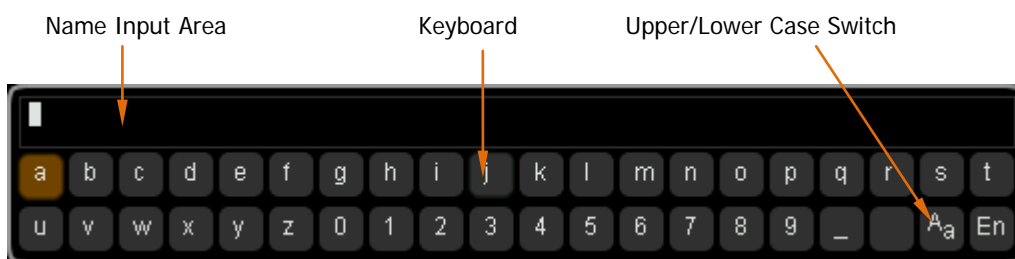 Name Input Area Keyboard Upper/Lower Case Switch
a b c d e f g h i j k l m n o p q r s t
u v w x y z 0 1 2 3 4 5 6 7 8 9 _ Aa En